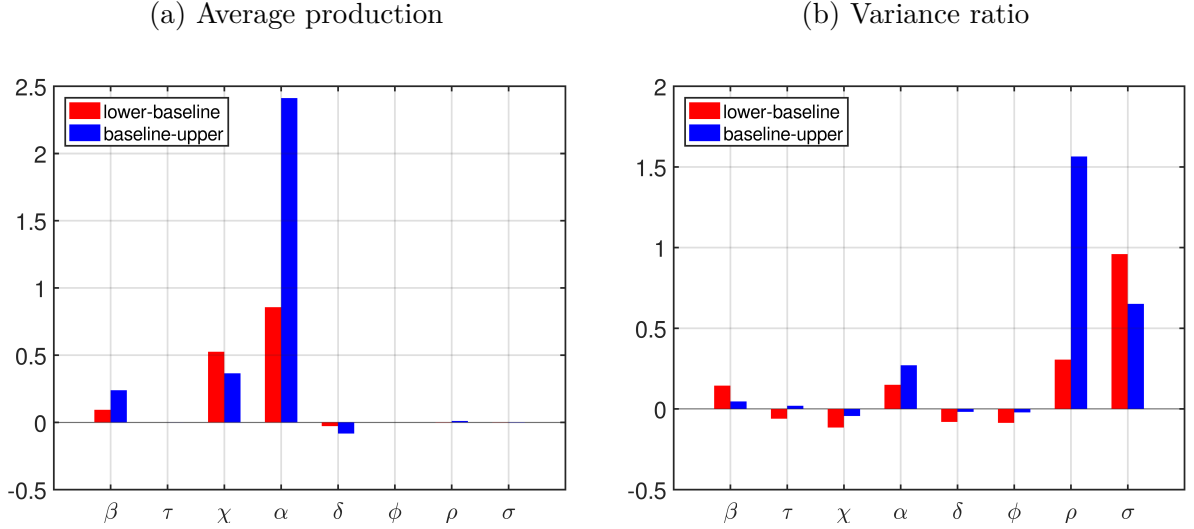 (a) Average production
2.5
2
1.5
1
0.5
0
-0.5
lower-baseline
baseline-upper
β τ χ α δ ϕ ρ σ
(b) Variance ratio
2
1.5
1
0.5
0
-0.5
lower-baseline
baseline-upper
β τ χ α δ ϕ ρ σ